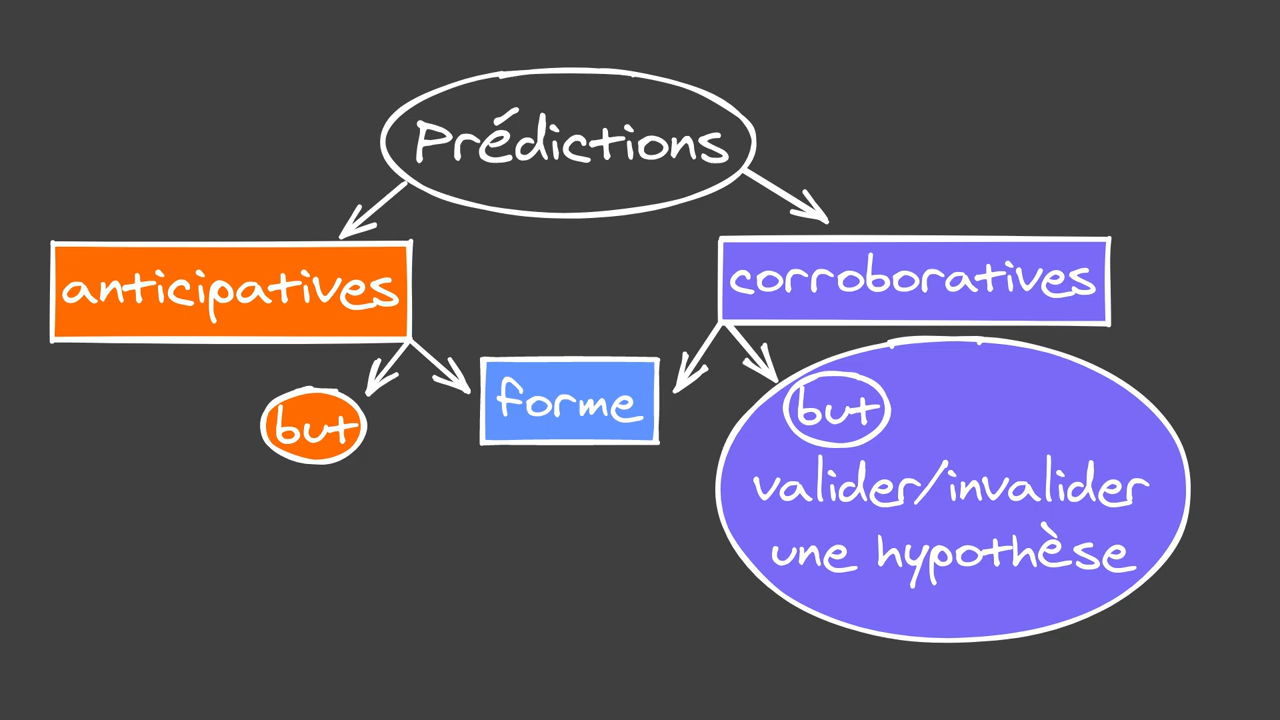 Prédictions
anticipatives
corroboratives
but
forme
but
valider/invalider
une hypothèse